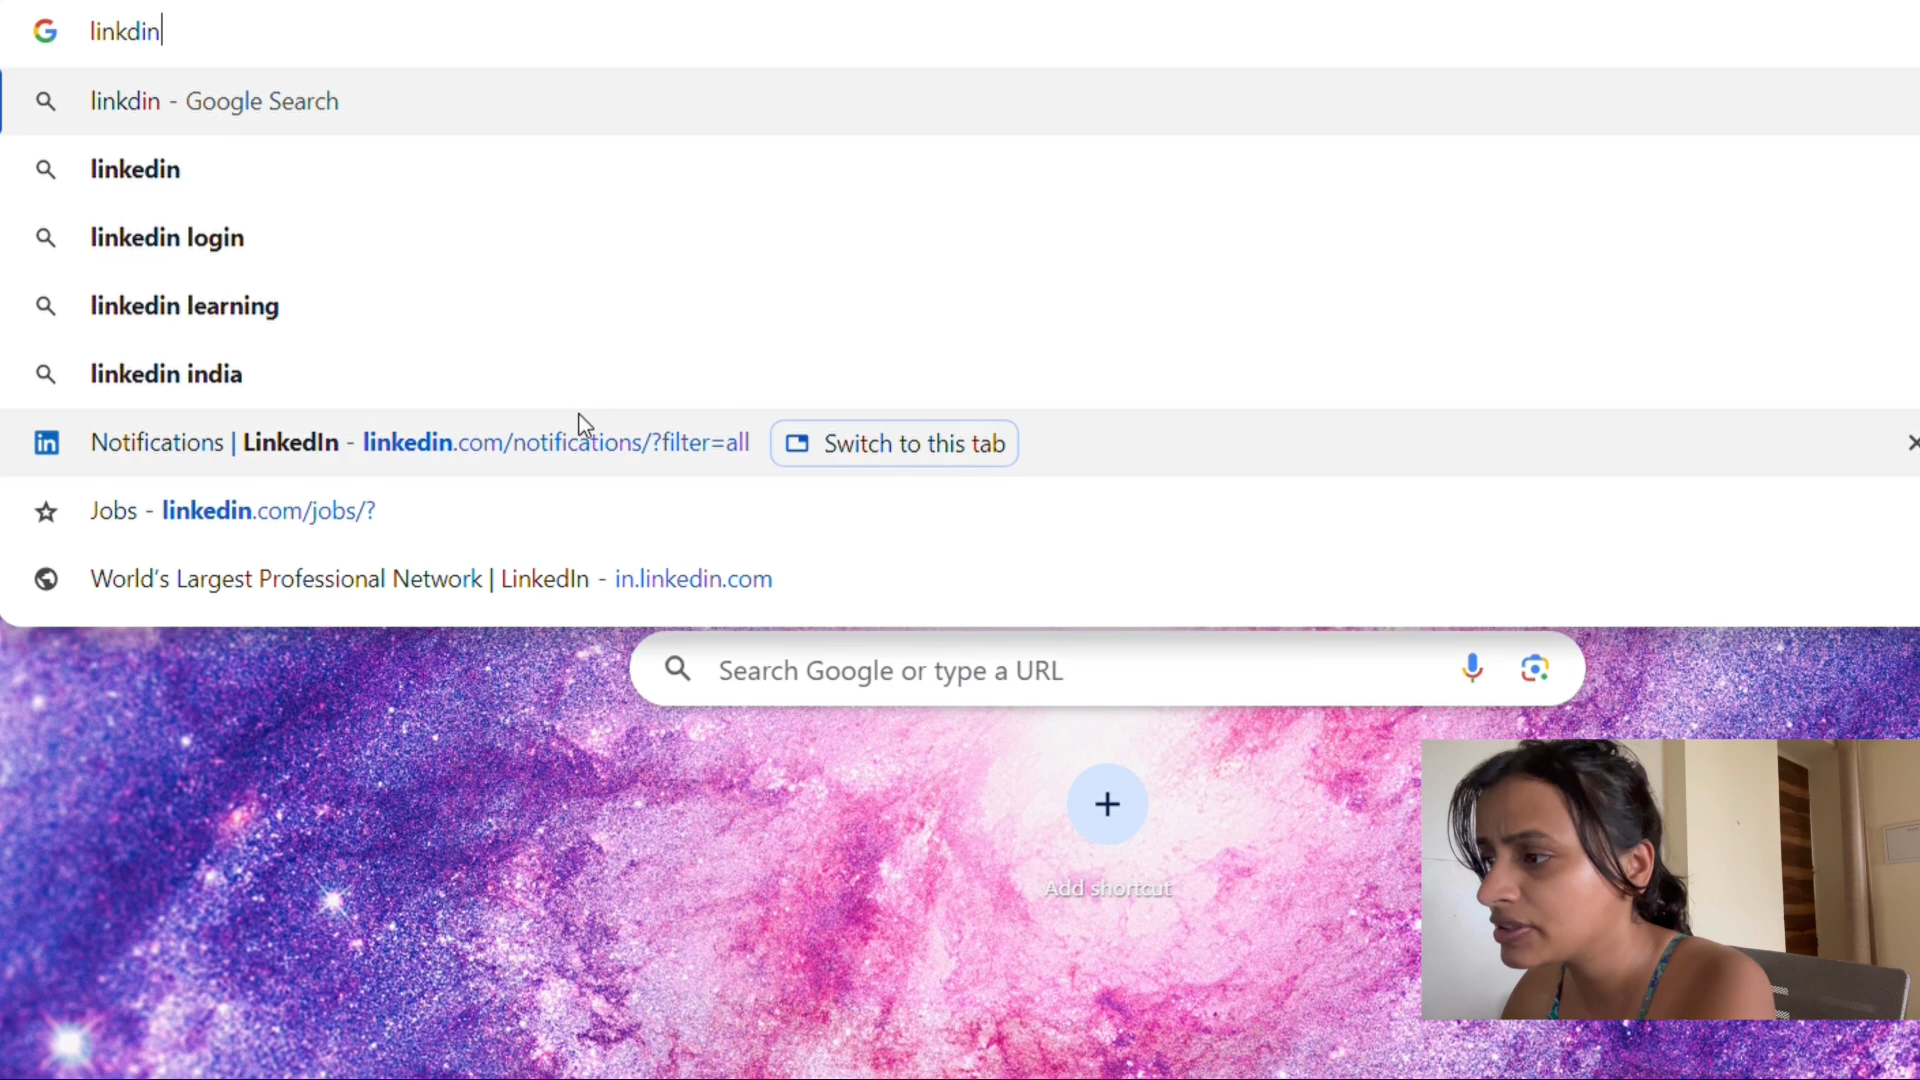 linkdin
linkdin - Google Search
linkedin
linkedin login
linkedin learning
linkedin india
Notifications | LinkedIn - linkedin.com/notifications/?filter=all Switch to this tab
Jobs - linkedin.com/jobs/?
World's Largest Professional Network | LinkedIn - in.linkedin.com
Search Google or type a URL
Add shortcut